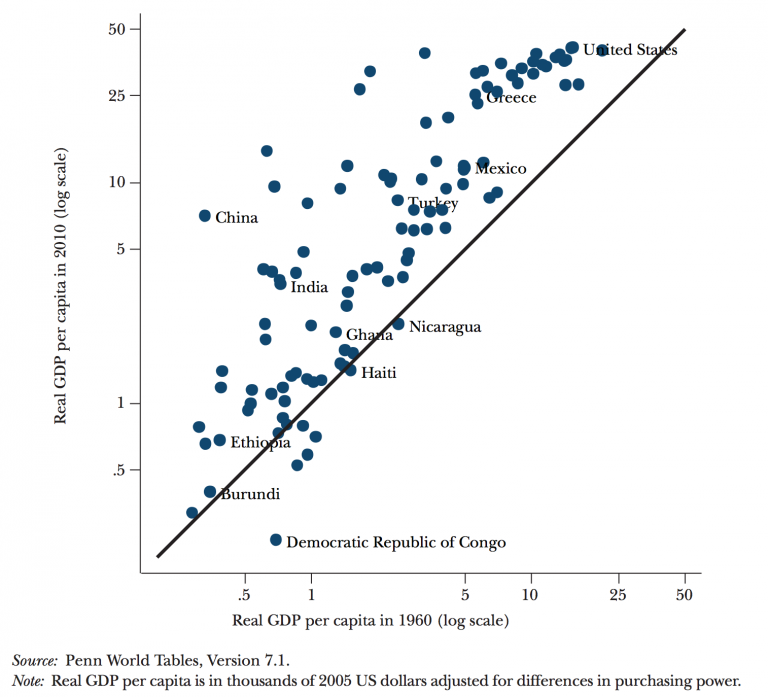 50
United States
25
Greece
Mexico
10
Turkey
China
5
India
Nicaragua
Ghana
Haiti
1
Ethiopia
.5
Burundi
Democratic Republic of Congo
Real GDP per capita in 2010 (log scale)
.5 1 5 10 25 50
Real GDP per capita in 1960 (log scale)
Source: Penn World Tables, Version 7.1.
Note: Real GDP per capita is in thousands of 2005 US dollars adjusted for differences in purchasing power.